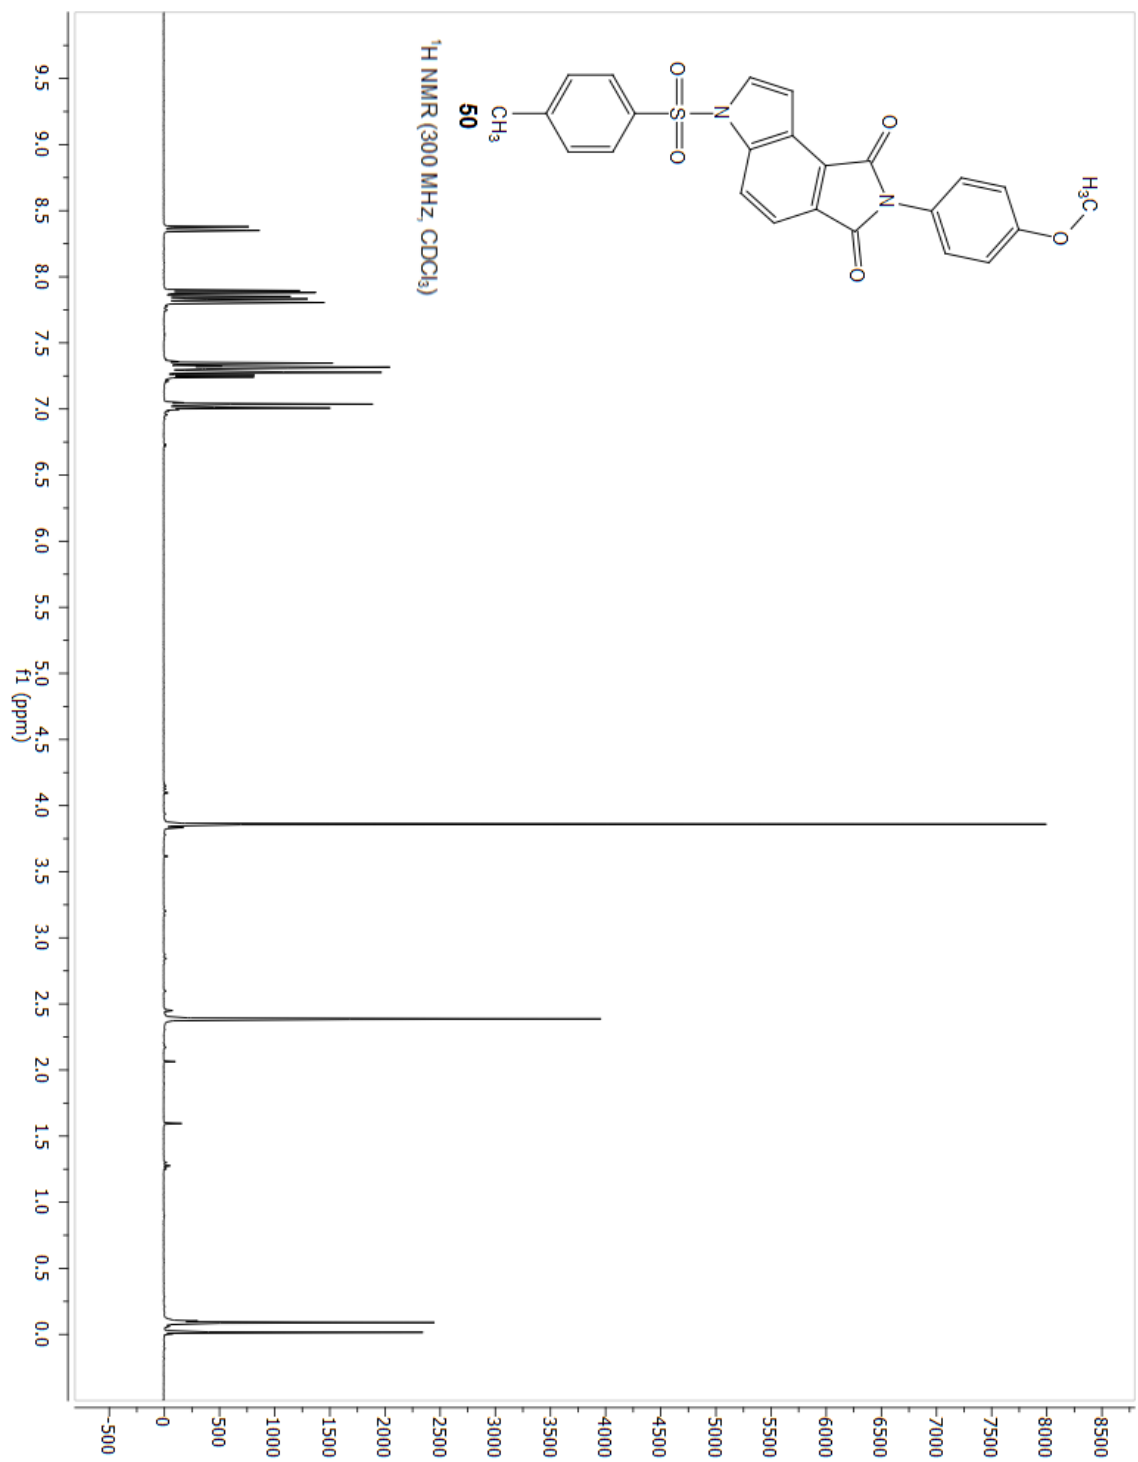 H₃C
O
O
N
O
N
O
S
O
CH₃
50
¹H NMR (300 MHz, CDCl₃)
8500
8000
7500
7000
6500
6000
5500
5000
4500
4000
3500
3000
2500
2000
1500
1000
500
0
-500
9.5 9.0 8.5 8.0 7.5 7.0 6.5 6.0 5.5 5.0 4.5 4.0 3.5 3.0 2.5 2.0 1.5 1.0 0.5 0.0
f1 (ppm)